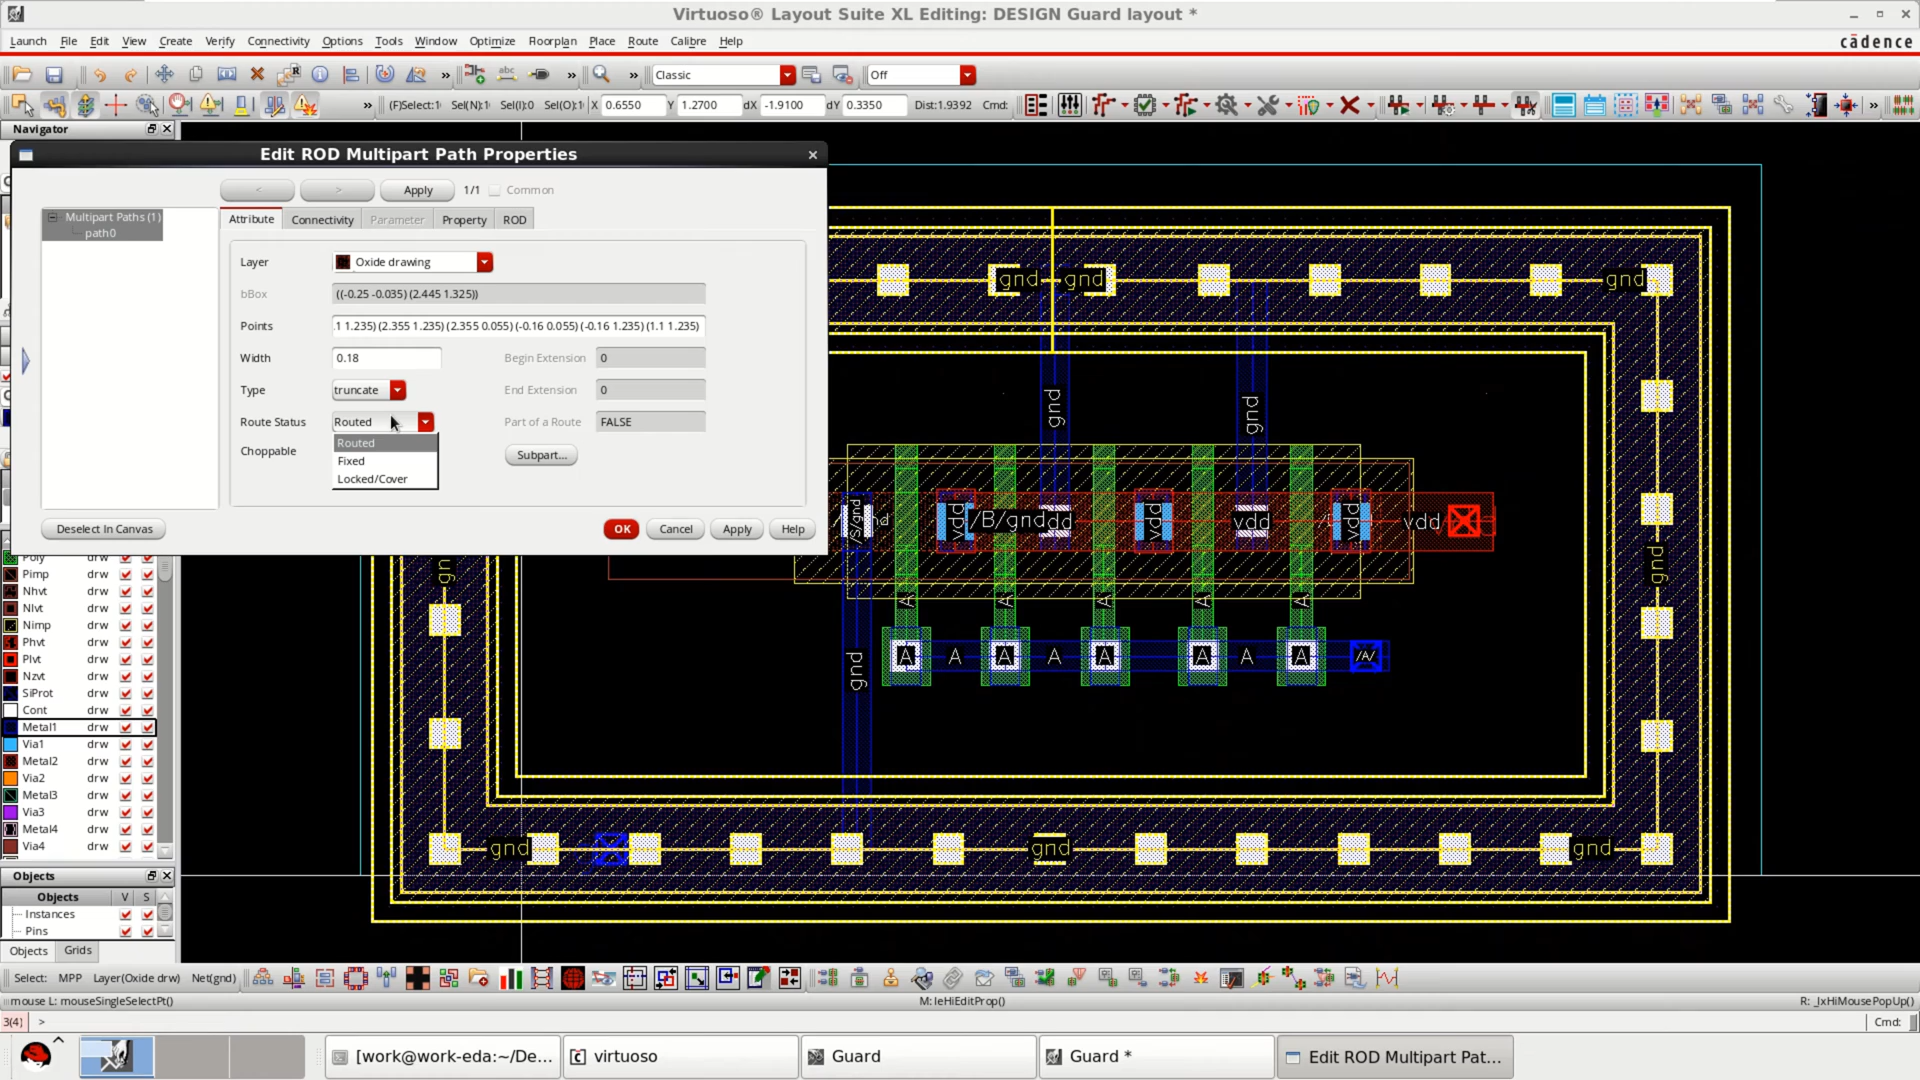 Virtuoso® Layout Suite XL Editing: DESIGN Guard layout *
Launch File Edit View Create Verify Connectivity Options Tools Window Optimize Floorplan Place Route Calibre Help
cādence
Classic Off
(F)Select:1 Sel(N):1 Sel(I):0 Sel(O):1 X 0.6550 Y 1.2700 dX -1.9100 dY 0.3350 Dist:1.9392 Cmd:
Navigator
Edit ROD Multipart Path Properties
< > Apply 1/1 Common
Multipart Paths (1)
path0
Attribute Connectivity Parameter Property ROD
Layer Oxide drawing
bBox ((-0.25 -0.035) (2.445 1.325))
Points .1 1.235) (2.355 1.235) (2.355 0.055) (-0.16 0.055) (-0.16 1.235) (1.1 1.235)
Width 0.18 Begin Extension 0
Type truncate End Extension 0
Route Status Routed Part of a Route FALSE
Routed
Fixed
Locked/Cover
Choppable
Subpart...
Deselect In Canvas OK Cancel Apply Help
gnd gnd gnd
gnd gnd
/S/gnd vdd /B/gnd vdd vdd vdd vdd vdd
gnd
A A A A A
A A A A A A A A /A/
gnd
gnd gnd gnd
Poly drw
Pimp drw
Nhvt drw
Nlvt drw
Nimp drw
Phvt drw
Plvt drw
Nzvt drw
SiProt drw
Cont drw
Metal1 drw
Via1 drw
Metal2 drw
Via2 drw
Metal3 drw
Via3 drw
Metal4 drw
Via4 drw
Objects
Objects V S
Instances
Pins
Objects Grids
Select: MPP Layer(Oxide drw) Net(gnd)
mouse L: mouseSingleSelectPt() M: leHiEditProp() R: _lxHiMousePopUp()
3(4) > Cmd:
[work@work-eda:~/De... virtuoso Guard Guard * Edit ROD Multipart Pat...